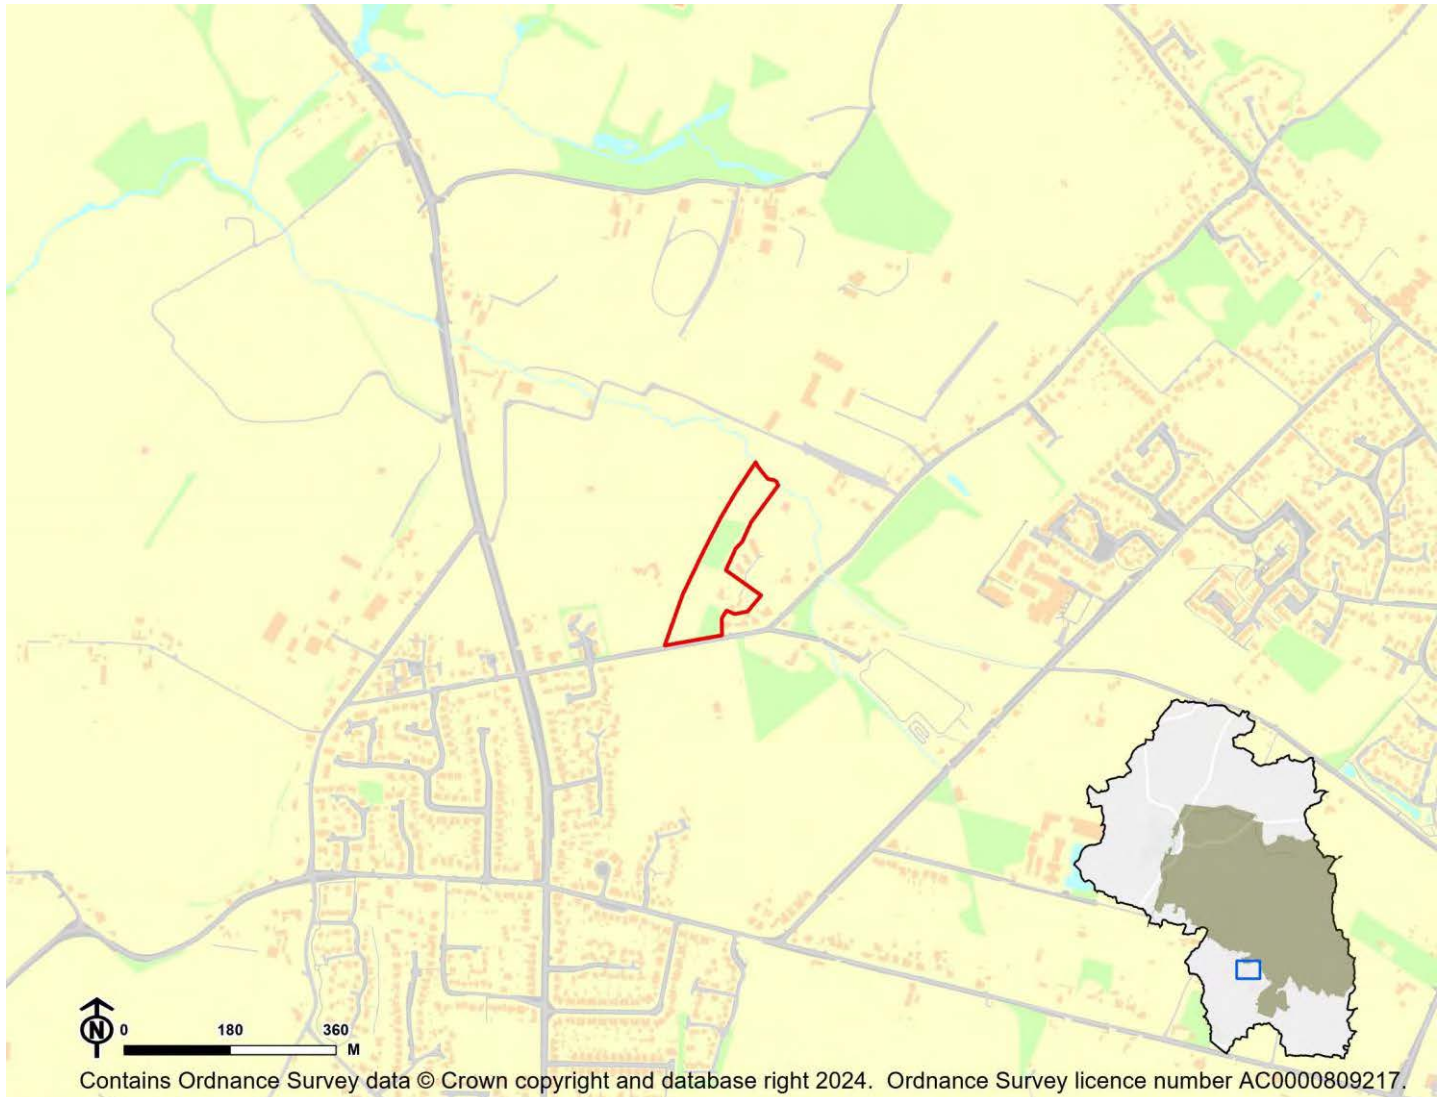 N
0 180 360
M
Contains Ordnance Survey data © Crown copyright and database right 2024. Ordnance Survey licence number AC0000809217.